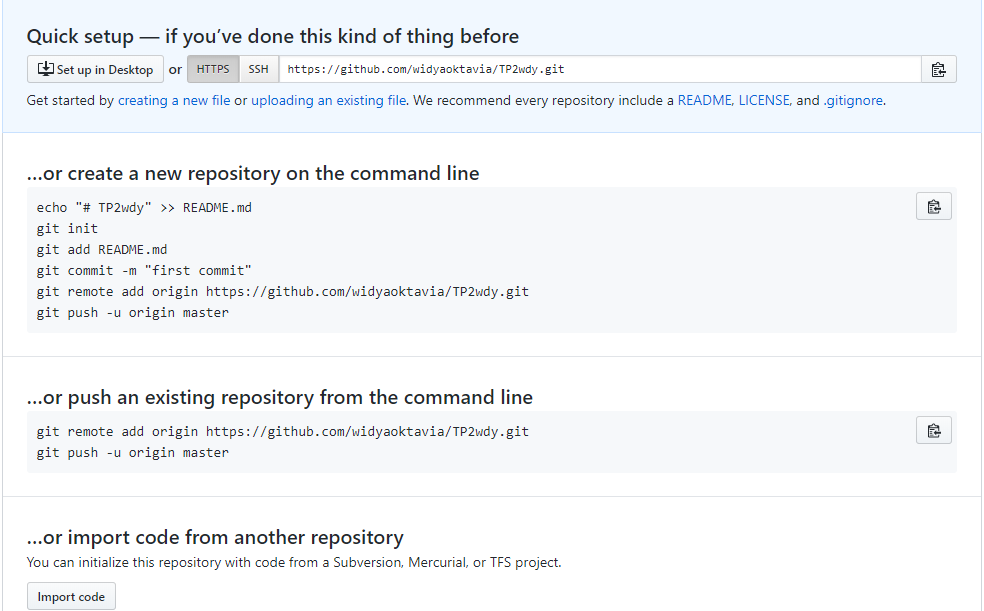 Quick setup — if you’ve done this kind of thing before
Set up in Desktop or HTTPS SSH https://github.com/widyaoktavia/TP2wdy.git
Get started by creating a new file or uploading an existing file. We recommend every repository include a README, LICENSE, and .gitignore.
…or create a new repository on the command line
echo "# TP2wdy" >> README.md
git init
git add README.md
git commit -m "first commit"
git remote add origin https://github.com/widyaoktavia/TP2wdy.git
git push -u origin master
…or push an existing repository from the command line
git remote add origin https://github.com/widyaoktavia/TP2wdy.git
git push -u origin master
…or import code from another repository
You can initialize this repository with code from a Subversion, Mercurial, or TFS project.
Import code